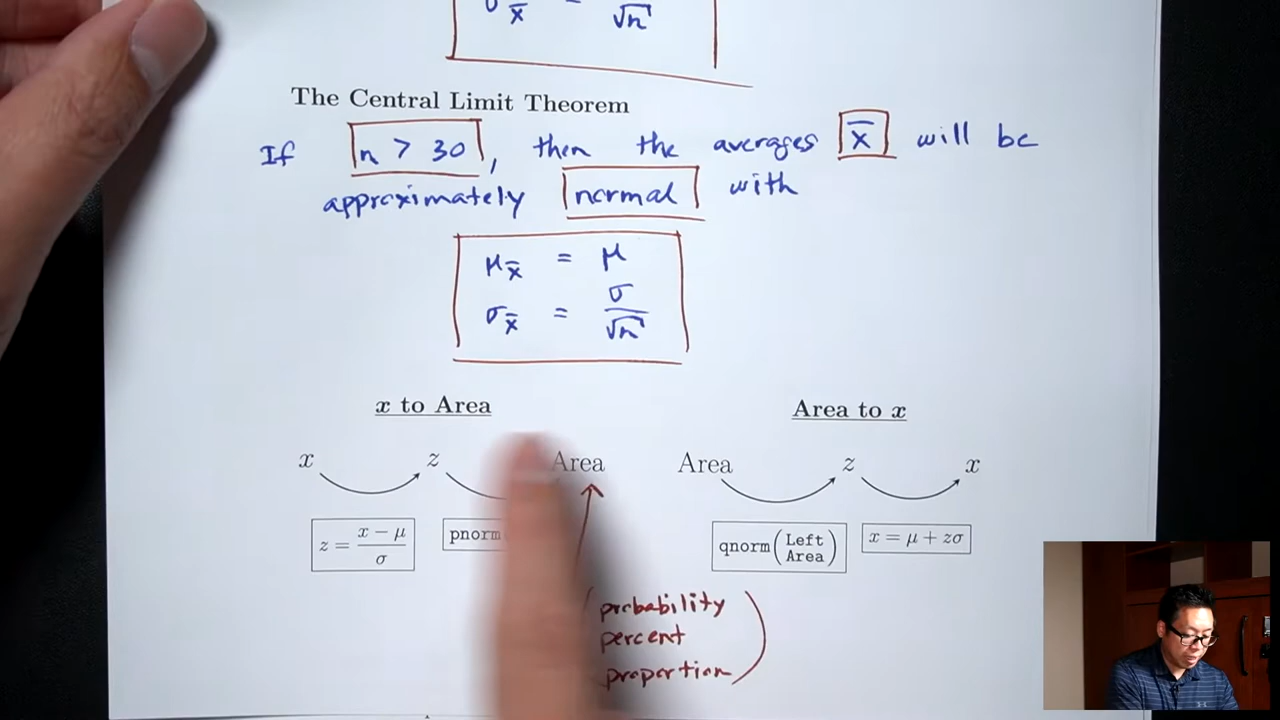 σx̄ = √n
The Central Limit Theorem
If n > 30, then the averages x̄ will be
approximately normal with
μx̄ = μ
σx̄ = σ/√n
x to Area
Area to x
x z Area
Area z x
z = (x − μ)/σ
pnorm
qnorm(Left Area)
x = μ + zσ
(probability
percent
proportion)